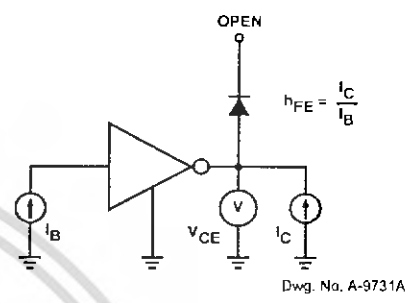 OPEN
hFE = IC
IB
V
IB
VCE
IC
Dwg. No. A-9731A